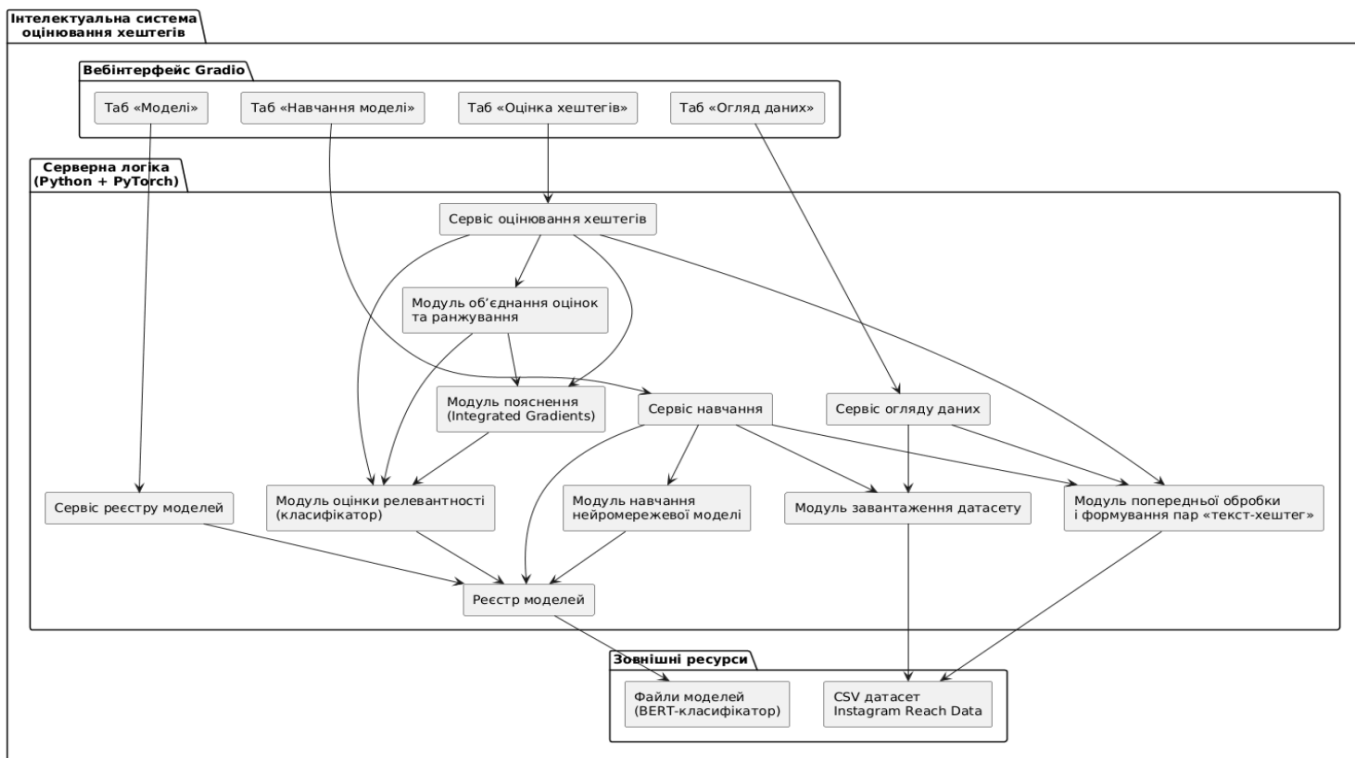 Інтелектуальна система
оцінювання хештегів
Вебінтерфейс Gradio
Таб «Моделі»
Таб «Навчання моделі»
Таб «Оцінка хештегів»
Таб «Огляд даних»
Серверна логіка
(Python + PyTorch)
Сервіс оцінювання хештегів
Модуль об’єднання оцінок
та ранжування
Модуль пояснення
(Integrated Gradients)
Сервіс навчання
Сервіс огляду даних
Сервіс реєстру моделей
Модуль оцінки релевантності
(класифікатор)
Модуль навчання
нейромережевої моделі
Модуль завантаження датасету
Модуль попередньої обробки
і формування пар «текст-хештег»
Реєстр моделей
Зовнішні ресурси
Файли моделей
(BERT-класифікатор)
CSV датасет
Instagram Reach Data